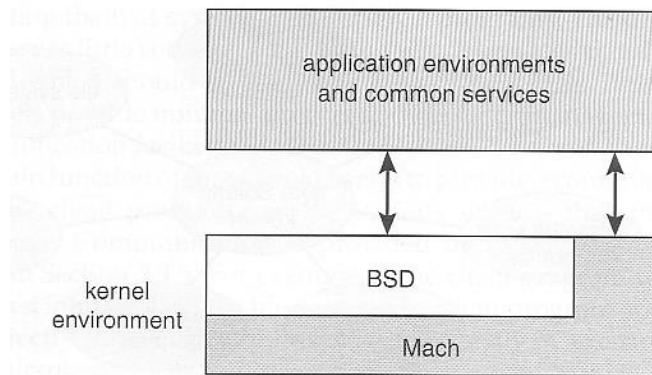 application environments
and common services
BSD
kernel
environment
Mach